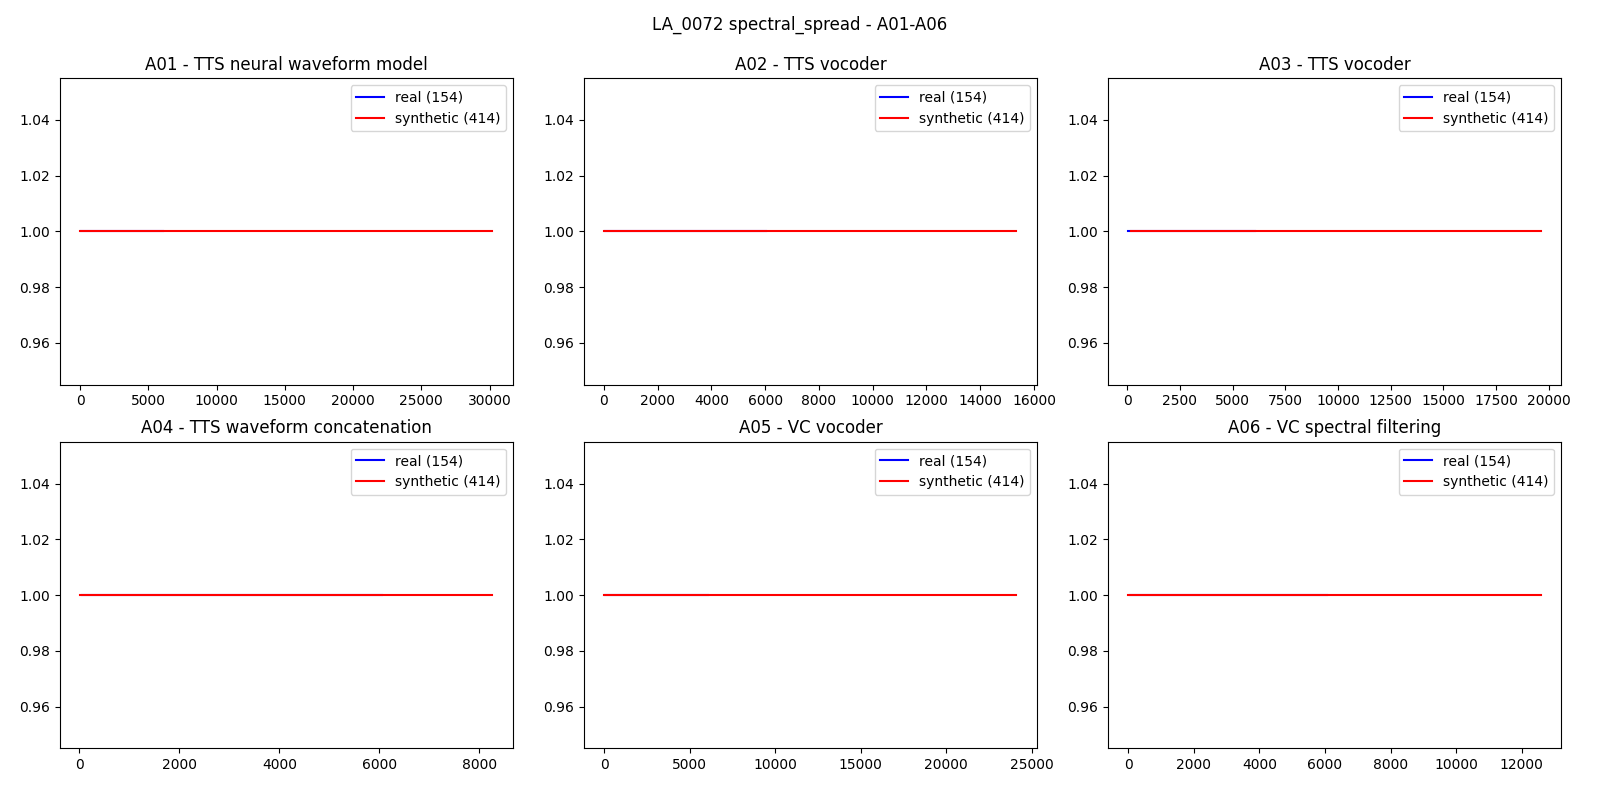 LA_0072 spectral_spread - A01-A06
A01 - TTS neural waveform model
real (154)
synthetic (414)
1.04
1.02
1.00
0.98
0.96
0 5000 10000 15000 20000 25000 30000
A02 - TTS vocoder
real (154)
synthetic (414)
1.04
1.02
1.00
0.98
0.96
0 2000 4000 6000 8000 10000 12000 14000 16000
A03 - TTS vocoder
real (154)
synthetic (414)
1.04
1.02
1.00
0.98
0.96
0 2500 5000 7500 10000 12500 15000 17500 20000
A04 - TTS waveform concatenation
real (154)
synthetic (414)
1.04
1.02
1.00
0.98
0.96
0 2000 4000 6000 8000
A05 - VC vocoder
real (154)
synthetic (414)
1.04
1.02
1.00
0.98
0.96
0 5000 10000 15000 20000 25000
A06 - VC spectral filtering
real (154)
synthetic (414)
1.04
1.02
1.00
0.98
0.96
0 2000 4000 6000 8000 10000 12000